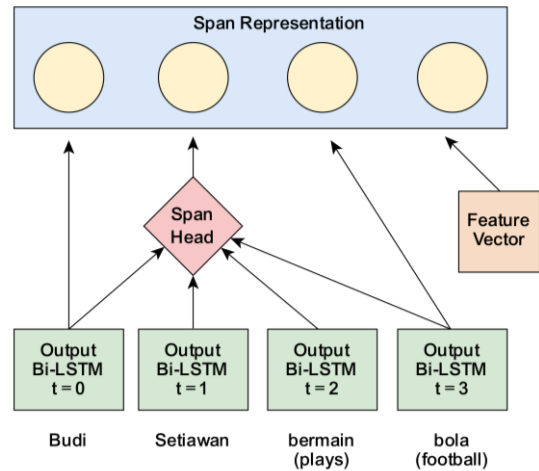 Span Representation
Span
Head
Feature
Vector
Output
Bi-LSTM
t = 0
Output
Bi-LSTM
t = 1
Output
Bi-LSTM
t = 2
Output
Bi-LSTM
t = 3
Budi
Setiawan
bermain
(plays)
bola
(football)